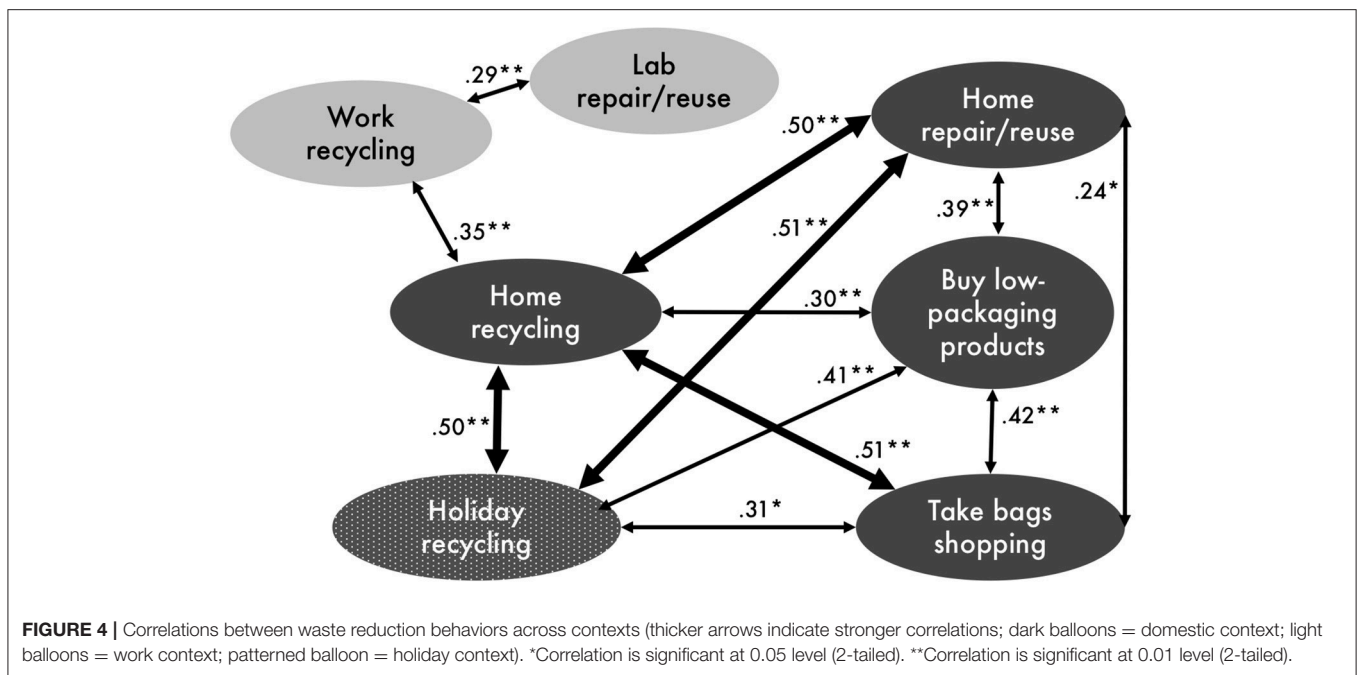 .29**
Lab
repair/reuse
Work
recycling
Home
repair/reuse
.50**
.24*
.39**
.51**
.35**
Buy low-
packaging
products
.30**
Home
recycling
.41**
.42**
.50**
.51**
Holiday
recycling
.31*
Take bags
shopping
FIGURE 4 | Correlations between waste reduction behaviors across contexts (thicker arrows indicate stronger correlations; dark balloons = domestic context; light
balloons = work context; patterned balloon = holiday context). *Correlation is significant at 0.05 level (2-tailed). **Correlation is significant at 0.01 level (2-tailed).